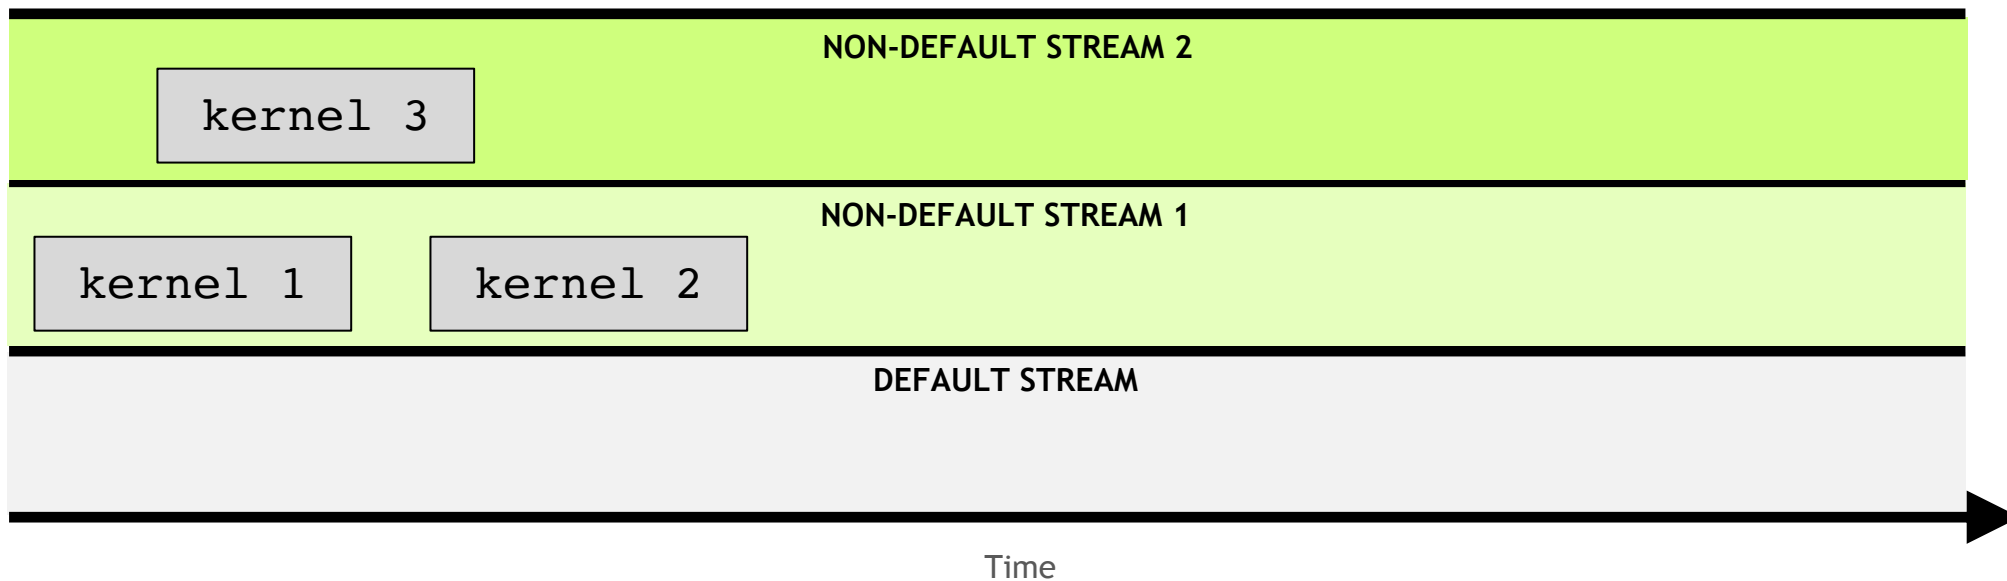 NON-DEFAULT STREAM 2
kernel 3
NON-DEFAULT STREAM 1
kernel 1
kernel 2
DEFAULT STREAM
Time